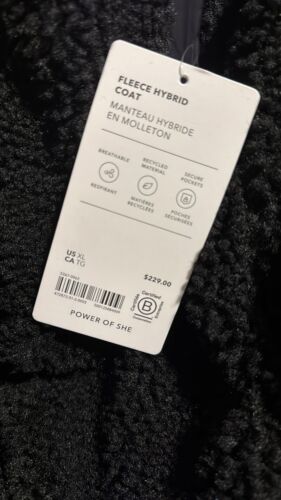 FLEECE HYBRID
COAT
MANTEAU HYBRIDE
EN MOLLETON
BREATHABLE
RECYCLED
MATERIAL
SECURE
POCKETS
RESPIRANT
MATIÈRES
RECYCLÉES
POCHES
SÉCURISÉES
US XL
CA TG
$229.00
Certified
B
Corporation
POWER OF SHE